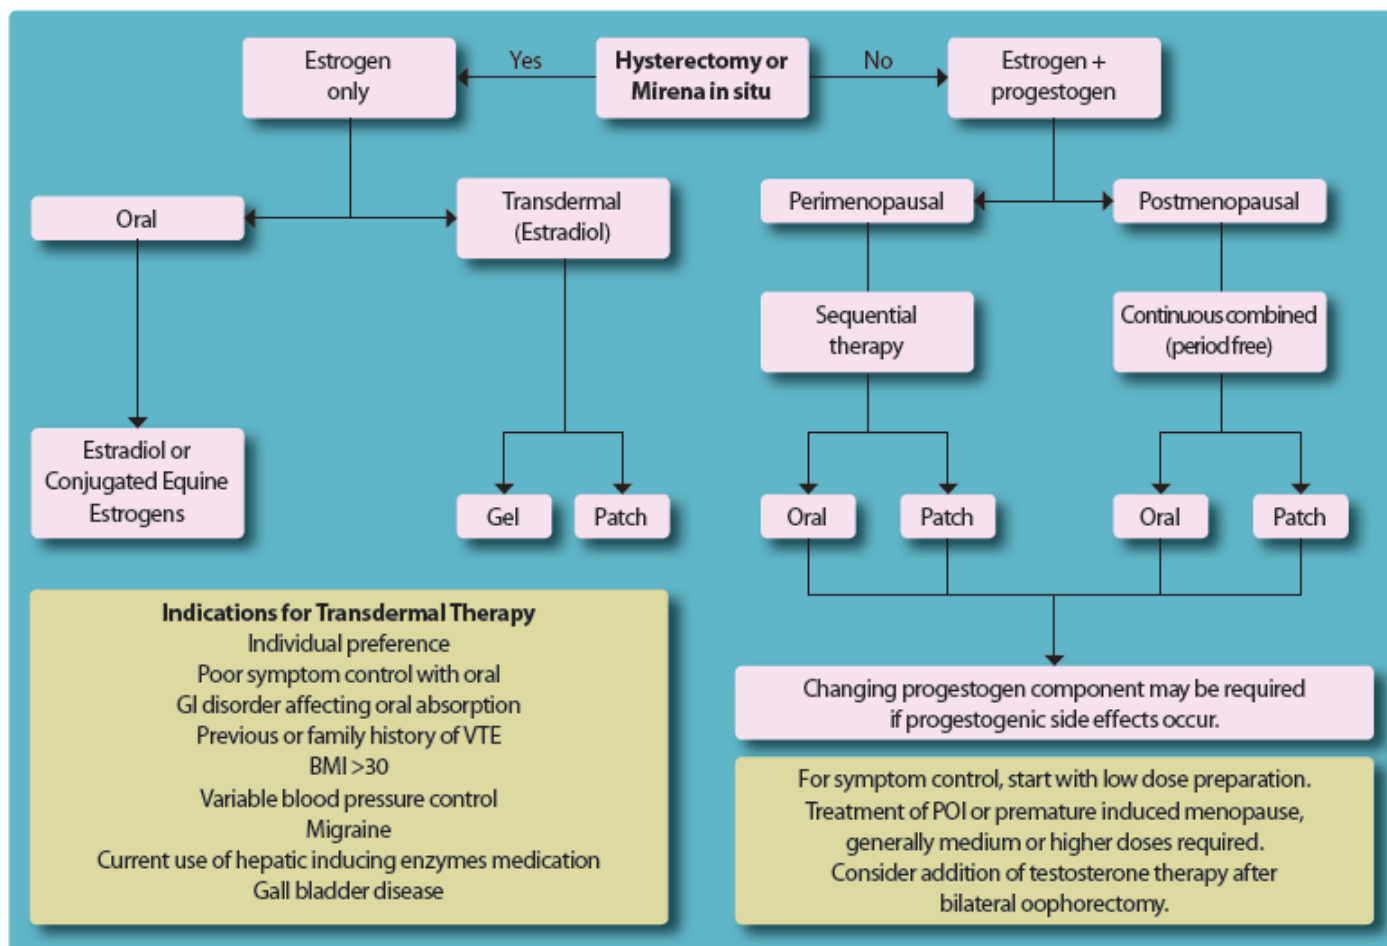 Estrogen
only
Yes
Hysterectomy or
Mirena in situ
No
Estrogen +
progestogen
Oral
Transdermal
(Estradiol)
Perimenopausal
Postmenopausal
Sequential
therapy
Continuous combined
(period free)
Estradiol or
Conjugated Equine
Estrogens
Gel
Patch
Oral
Patch
Oral
Patch
Indications for Transdermal Therapy
Individual preference
Poor symptom control with oral
GI disorder affecting oral absorption
Previous or family history of VTE
BMI >30
Variable blood pressure control
Migraine
Current use of hepatic inducing enzymes medication
Gall bladder disease
Changing progestogen component may be required
if progestogenic side effects occur.
For symptom control, start with low dose preparation.
Treatment of POI or premature induced menopause,
generally medium or higher doses required.
Consider addition of testosterone therapy after
bilateral oophorectomy.